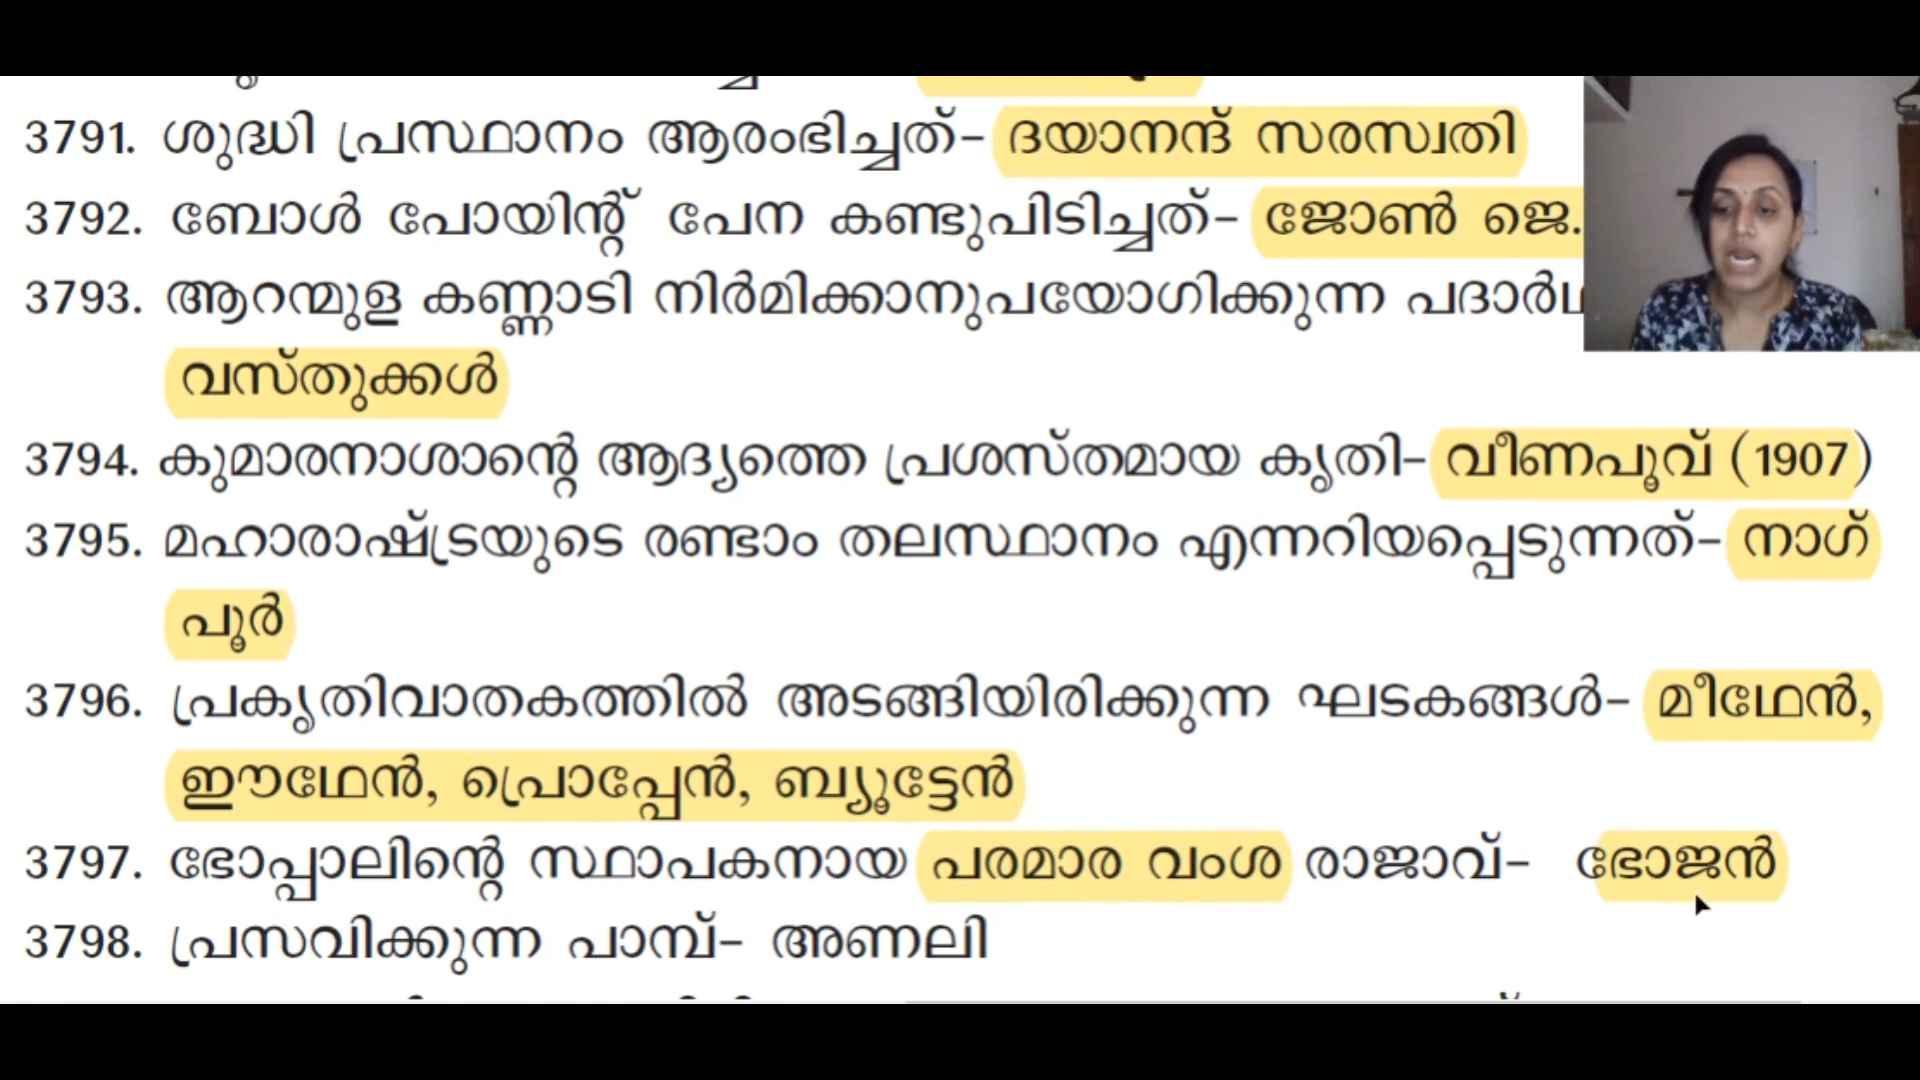 3791. ശുദ്ധി പ്രസ്ഥാനം ആരംഭിച്ചത്- ദയാനന്ദ് സരസ്വതി
3792. ബോൾ പോയിന്റ് പേന കണ്ടുപിടിച്ചത്- ജോൺ ജെ.
3793. ആറന്മുള കണ്ണാടി നിർമിക്കാനുപയോഗിക്കുന്ന
വസ്തുക്കൾ
3794. കുമാരനാശാന്റെ ആദ്യത്തെ പ്രശസ്തമായ കൃതി- വീണപൂവ് (1907)
3795. മഹാരാഷ്ട്രയുടെ രണ്ടാം തലസ്ഥാനം എന്നറിയപ്പെടുന്നത്- നാഗ്
പൂർ
3796. പ്രകൃതിവാതകത്തിൽ അടങ്ങിയിരിക്കുന്ന ഘടകങ്ങൾ- മീഥേൻ,
ഈഥേൻ, പ്രൊപ്പേൻ, ബ്യൂട്ടേൻ
3797. ഭോപ്പാലിന്റെ സ്ഥാപകനായ പരമാര വംശ രാജാവ്- ഭോജൻ
3798. പ്രസവിക്കുന്ന പാമ്പ്- അണലി